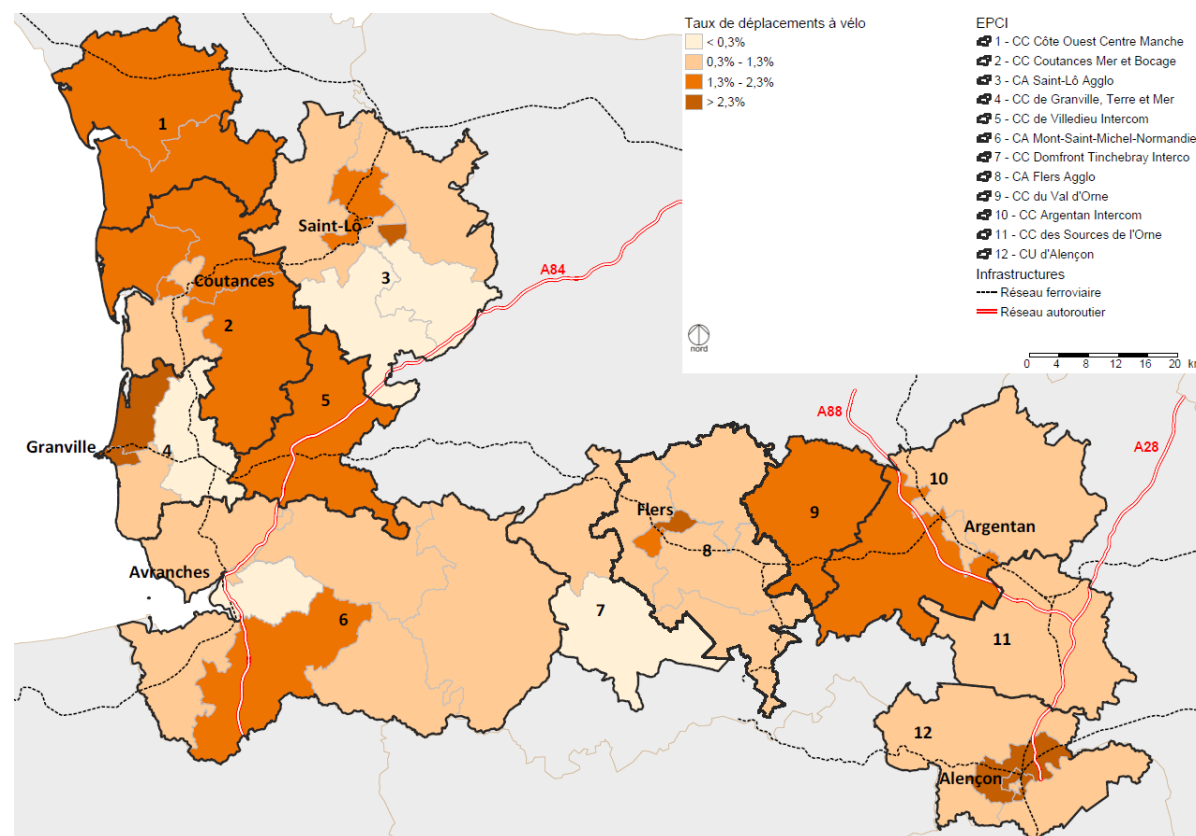 Taux de déplacements à vélo
< 0,3%
0,3% - 1,3%
1,3% - 2,3%
> 2,3%
EPCI
1 - CC Côte Ouest Centre Manche
2 - CC Coutances Mer et Bocage
3 - CA Saint-Lô Agglo
4 - CC de Granville, Terre et Mer
5 - CC de Villedieu Intercom
6 - CA Mont-Saint-Michel-Normandie
7 - CC Domfront Tinchebray Interco
8 - CA Flers Agglo
9 - CC du Val d'Orne
10 - CC Argentan Intercom
11 - CC des Sources de l'Orne
12 - CU d'Alençon
Infrastructures
Réseau ferroviaire
Réseau autoroutier
nord
0 4 8 12 16 20 km
1
Saint-Lô
A84
3
Coutances
2
5
A88
A28
Granville
4
10
Flers
9
Argentan
8
Avranches
7
6
11
12
Alençon